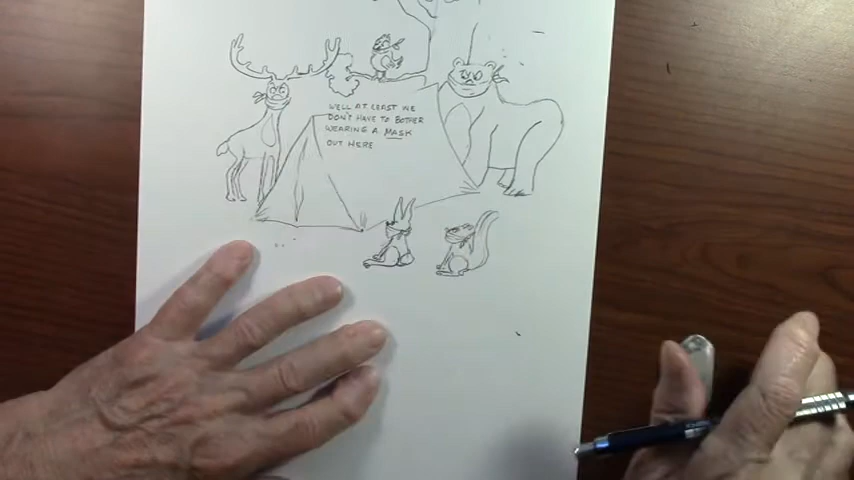 WELL AT LEAST WE
DON'T HAVE TO BOTHER
WEARING A MASK
OUT HERE